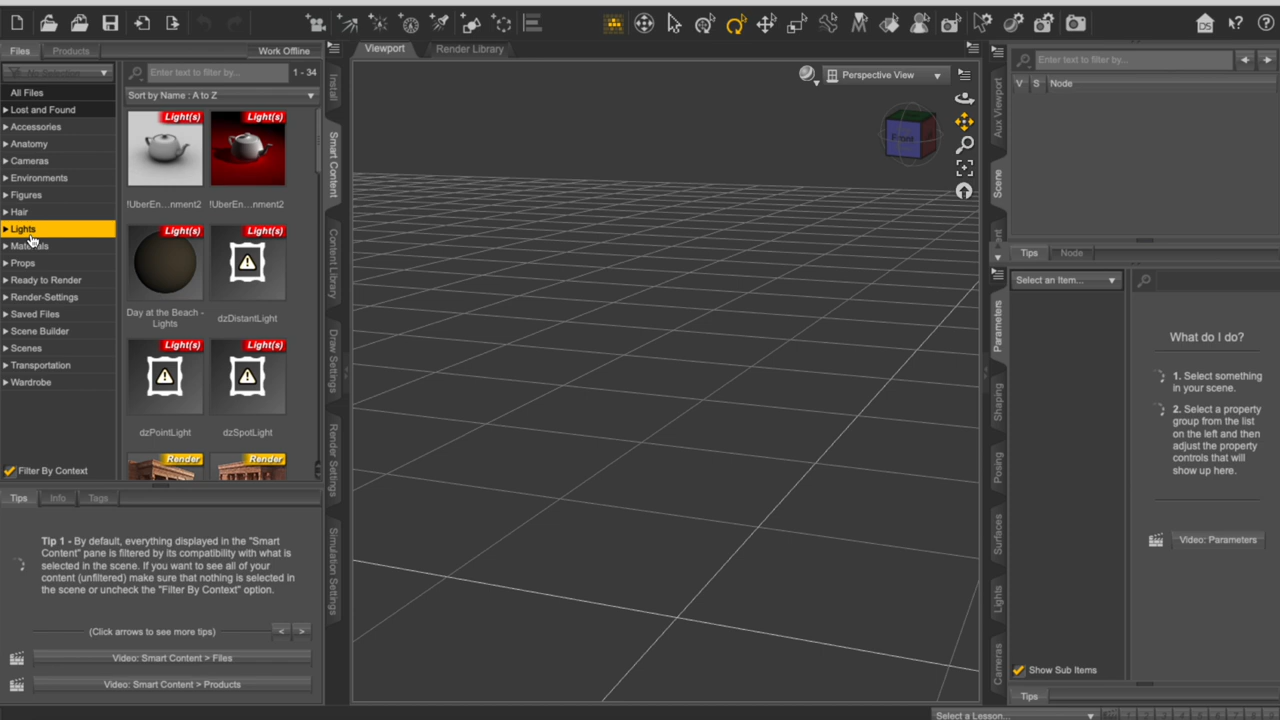 Files
Products
Work Offline
Viewport
Render Library
Enter text to filter by...
1 - 34
Sort by Name : A to Z
All Files
Lost and Found
Accessories
Anatomy
Cameras
Environments
Figures
Hair
Lights
Materials
Props
Ready to Render
Render-Settings
Saved Files
Scene Builder
Scenes
Transportation
Wardrobe
Filter By Context
Light(s)
Light(s)
!UberEn...nment2
!UberEn...nment2
Light(s)
Light(s)
Day at the Beach -
Lights
dzDistantLight
Light(s)
Light(s)
dzPointLight
dzSpotLight
Render
Render
Install
Smart Content
Content Library
Draw Settings
Render Settings
Simulation Settings
Tips
Info
Tags
Tip 1 - By default, everything displayed in the "Smart
Content" pane is filtered by its compatibility with what is
selected in the scene. If you want to see all of your
content (unfiltered) make sure that nothing is selected in
the scene or uncheck the "Filter By Context" option.
(Click arrows to see more tips)
<
>
Video: Smart Content > Files
Video: Smart Content > Products
Perspective View
Front
DS
Aux Viewport
Scene
Enter text to filter by...
V
S
Node
Tips
Node
Parameters
Shaping
Posing
Surfaces
Lights
Cameras
Select an Item...
What do I do?
1. Select something
in your scene.
2. Select a property
group from the list
on the left and then
adjust the property
controls that will
show up here.
Video: Parameters
Show Sub Items
Tips
Select a Lesson...